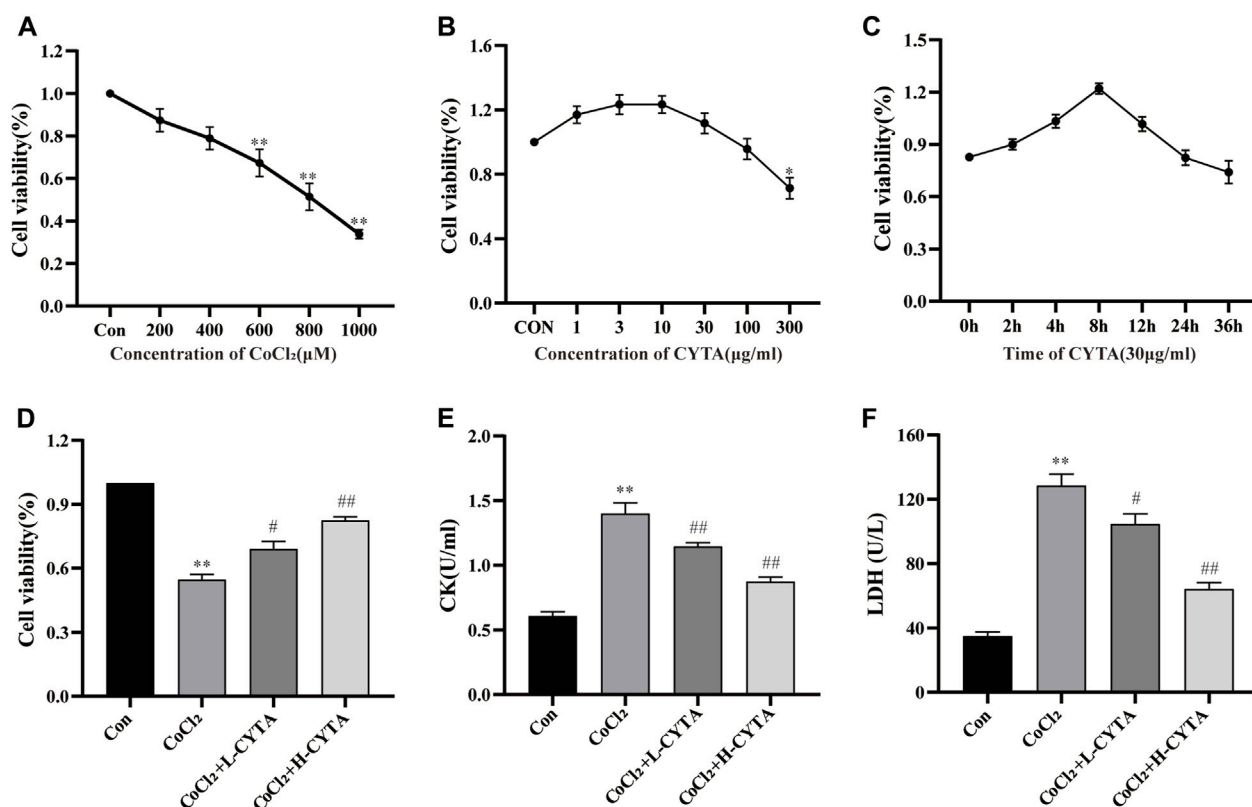 A
Cell viability(%)
1.2
1.0
0.8
0.6
0.4
0.2
0.0
**
**
**
Con 200 400 600 800 1000
Concentration of CoCl₂(μM)
B
Cell viability(%)
1.6
1.2
0.8
0.4
0.0
*
CON 1 3 10 30 100 300
Concentration of CYTA(μg/ml)
C
Cell viability(%)
1.5
1.2
0.9
0.6
0.3
0.0
0h 2h 4h 8h 12h 24h 36h
Time of CYTA(30μg/ml)
D
Cell viability(%)
1.2
0.9
0.6
0.3
0.0
**
#
##
Con
CoCl₂
CoCl₂+L-CYTA
CoCl₂+H-CYTA
E
CK(U/ml)
2.0
1.5
1.0
0.5
0.0
**
##
##
Con
CoCl₂
CoCl₂+L-CYTA
CoCl₂+H-CYTA
F
LDH (U/L)
160
120
80
40
0
**
#
##
Con
CoCl₂
CoCl₂+L-CYTA
CoCl₂+H-CYTA